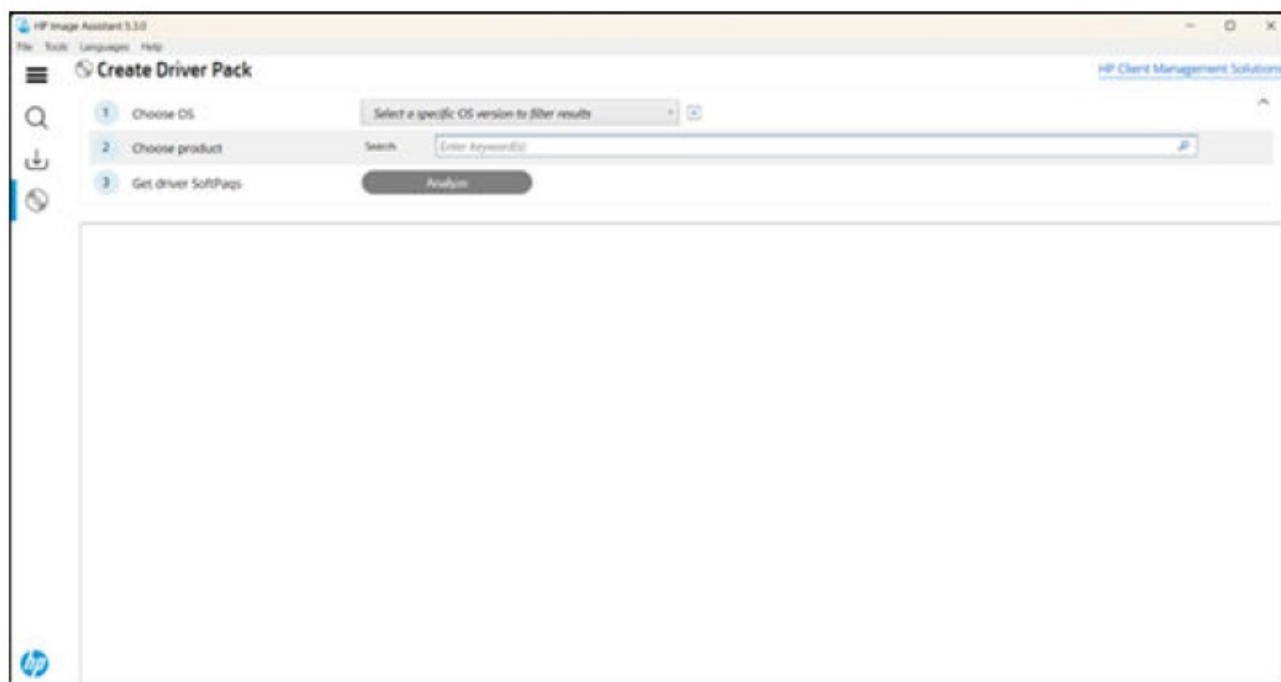 HP Image Assistant 5.3.0
File Tools Languages Help
Create Driver Pack
HP Client Management Solutions
1 Choose OS Select a specific OS version to filter results
2 Choose product Search Enter keyword(s)
3 Get driver SoftPaqs Analyze
hp